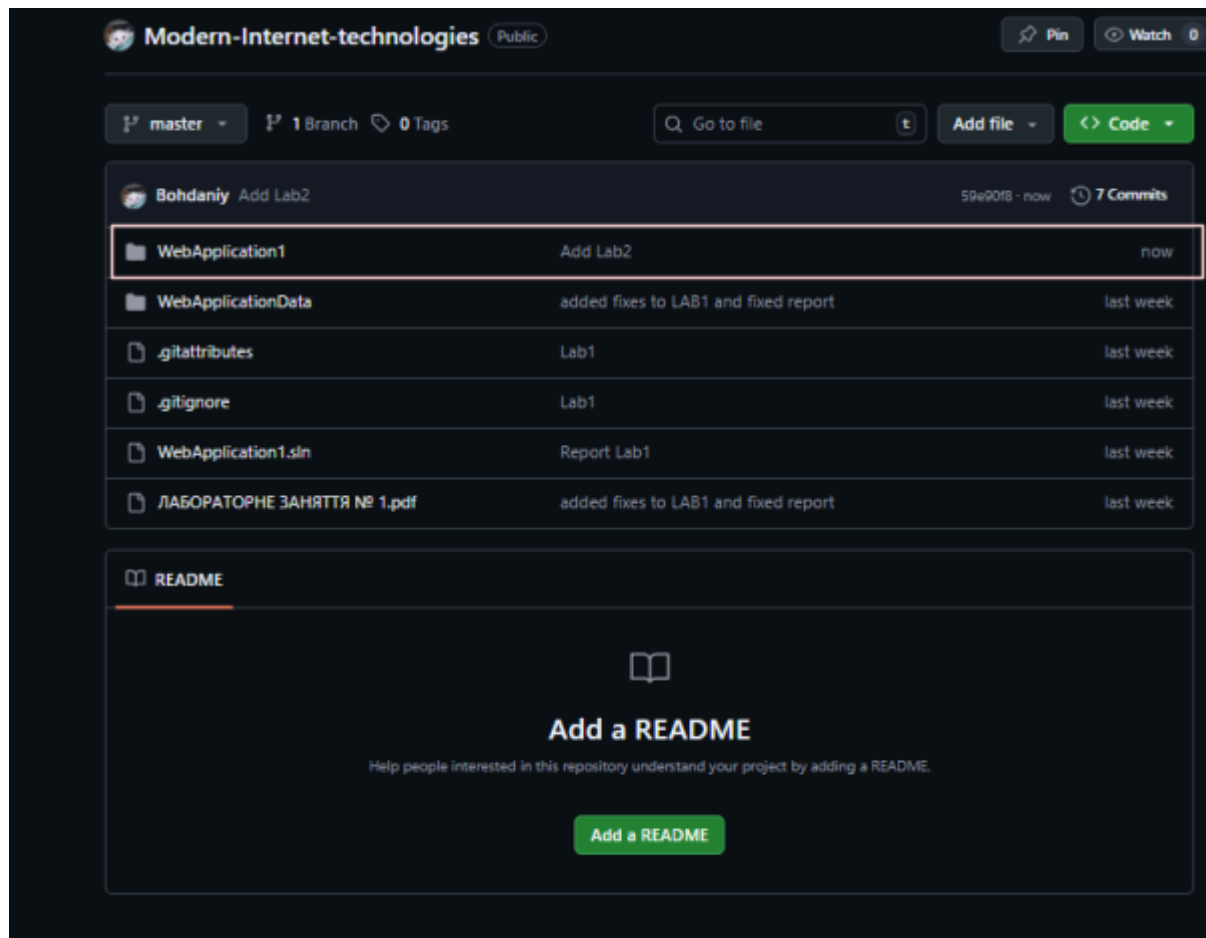 Modern-Internet-technologies Public Pin Watch 0
master 1 Branch 0 Tags Go to file t Add file Code
Bohdaniy Add Lab2 59e90f8 · now 7 Commits
WebApplication1 Add Lab2 now
WebApplicationData added fixes to LAB1 and fixed report last week
.gitattributes Lab1 last week
.gitignore Lab1 last week
WebApplication1.sln Report Lab1 last week
ЛАБОРАТОРНЕ ЗАНЯТТЯ № 1.pdf added fixes to LAB1 and fixed report last week
README
Add a README
Help people interested in this repository understand your project by adding a README.
Add a README